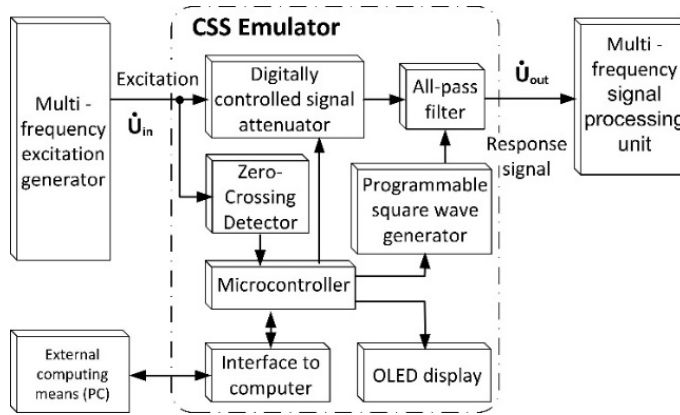 CSS Emulator
Multi -
frequency
excitation
generator
Excitation
U̇in
Digitally
controlled signal
attenuator
All-pass
filter
U̇out
Response
signal
Multi -
frequency
signal
processing
unit
Zero-
Crossing
Detector
Programmable
square wave
generator
Microcontroller
External
computing
means (PC)
Interface to
computer
OLED display